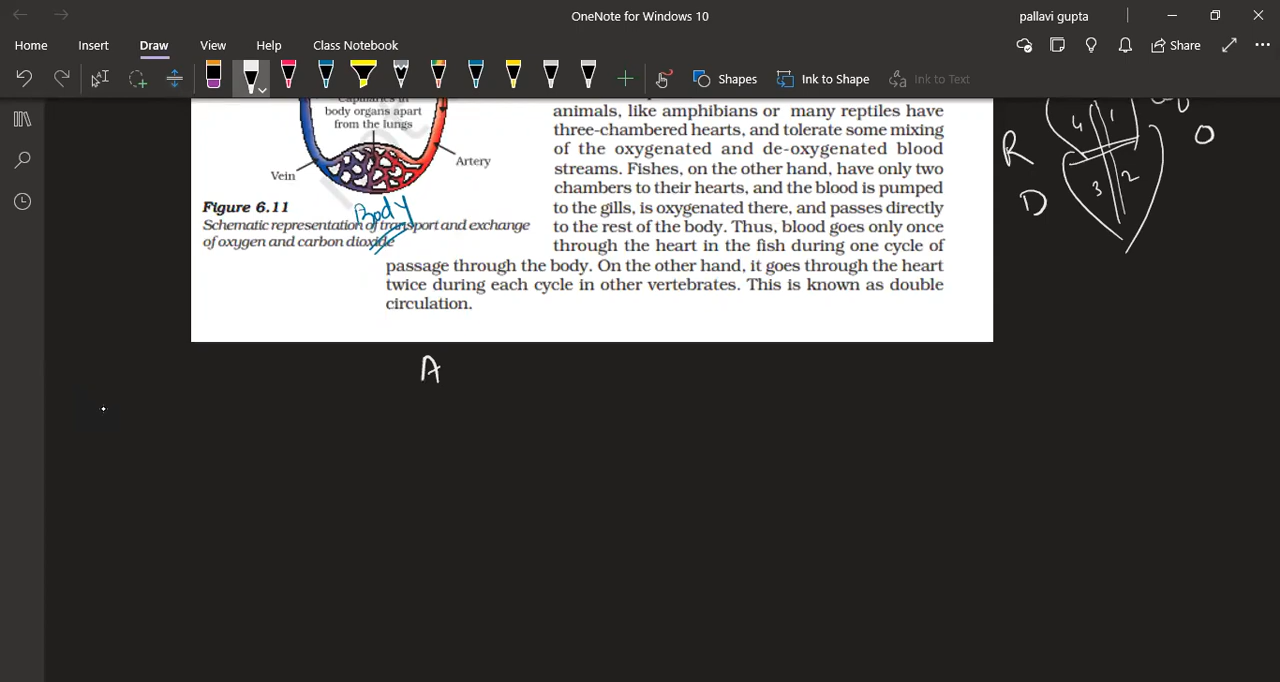 OneNote for Windows 10
pallavi gupta
Home Insert Draw View Help Class Notebook
Share
Shapes Ink to Shape Ink to Text
Capillaries in
body organs apart
from the lungs
Artery
Vein
Body
Figure 6.11
Schematic representation of transport and exchange
of oxygen and carbon dioxide
animals, like amphibians or many reptiles have
three-chambered hearts, and tolerate some mixing
of the oxygenated and de-oxygenated blood
streams. Fishes, on the other hand, have only two
chambers to their hearts, and the blood is pumped
to the gills, is oxygenated there, and passes directly
to the rest of the body. Thus, blood goes only once
through the heart in the fish during one cycle of
passage through the body. On the other hand, it goes through the heart
twice during each cycle in other vertebrates. This is known as double
circulation.
4 1
R
O
3 2
D
A